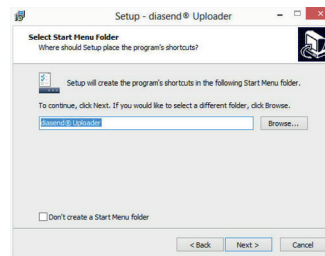 Setup - diasend® Uploader
Select Start Menu Folder
Where should Setup place the program's shortcuts?
Setup will create the program's shortcuts in the following Start Menu folder.
To continue, click Next. If you would like to select a different folder, click Browse.
diasend® Uploader
Browse...
Don't create a Start Menu folder
< Back
Next >
Cancel